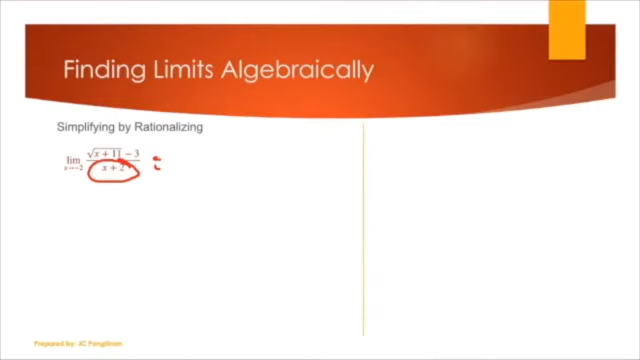 Finding Limits Algebraically
Simplifying by Rationalizing
√x + 11 − 3
lim
x + 2
x→−2
Prepared by: JC Pangilinan